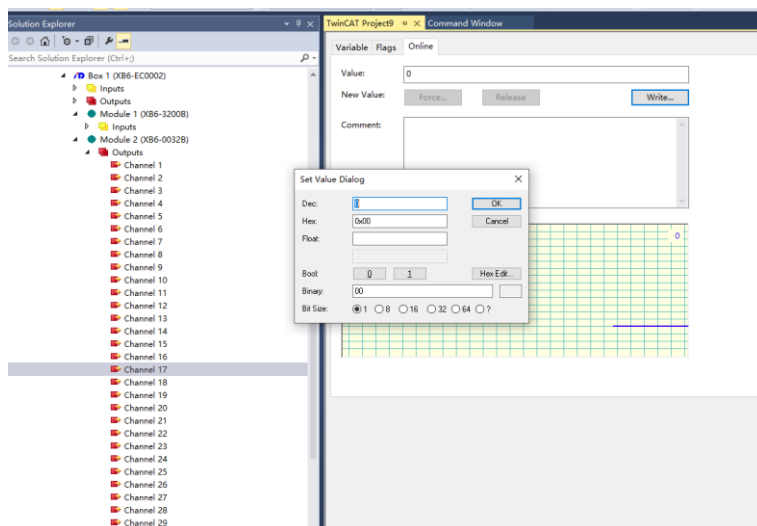 Solution Explorer
TwinCAT Project9
Command Window
Search Solution Explorer (Ctrl+;)
Box 1 (XB6-EC0002)
Inputs
Outputs
Module 1 (XB6-3200B)
Inputs
Module 2 (XB6-0032B)
Outputs
Channel 1
Channel 2
Channel 3
Channel 4
Channel 5
Channel 6
Channel 7
Channel 8
Channel 9
Channel 10
Channel 11
Channel 12
Channel 13
Channel 14
Channel 15
Channel 16
Channel 17
Channel 18
Channel 19
Channel 20
Channel 21
Channel 22
Channel 23
Channel 24
Channel 25
Channel 26
Channel 27
Channel 28
Channel 29
Variable Flags Online
Value: 0
New Value: Force... Release Write...
Comment:
0
Set Value Dialog
Dec: 0 OK
Hex: 0x00 Cancel
Float:
Bool: 0 1 Hex Edit...
Binary: 00
Bit Size: 1 8 16 32 64 ?